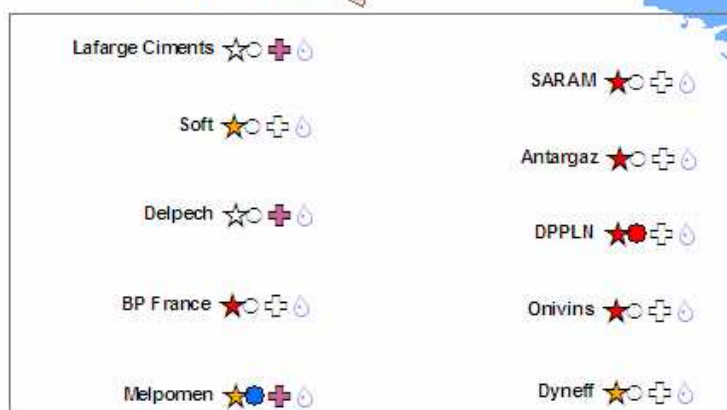 Lafarge Ciments
Soft
Delpech
BP France
Melpomen
SARAM
Antargaz
DPPLN
Onivins
Dyneff